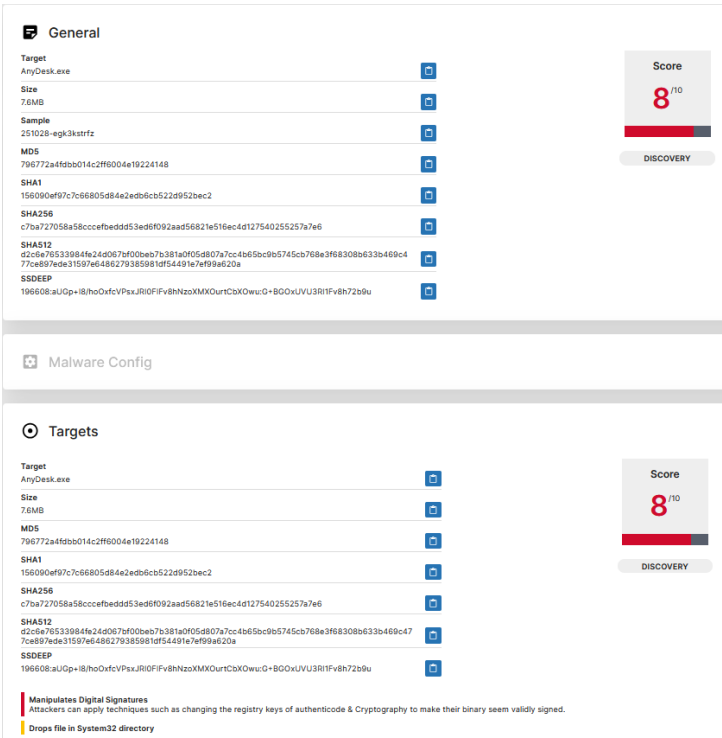 General
Target
AnyDesk.exe
Size
7.6MB
Sample
251028-egk3kstrfz
MD5
796772a4fdbb014c2ff6004e19224148
SHA1
156090ef97c7c66805d84e2edb6cb522d952bec2
SHA256
c7ba727058a58cccefbeddd53ed6f092aad56821e516ec4d127540255257a7e6
SHA512
d2c6e76533984fe24d067bf00beb7b381a0f05d807a7cc4b65bc9b5745cb768e3f68308b633b469c4
77ce897ede31597e6486279385981df54491e7ef99a620a
SSDEEP
196608:aUGp+I8/hoOxfcVPsxJRI0FIFv8hNzoXMXOurtCbXOwu:G+BGOxUVU3RI1Fv8h72b9u
Score
8/10
DISCOVERY
Malware Config
Targets
Target
AnyDesk.exe
Size
7.6MB
MD5
796772a4fdbb014c2ff6004e19224148
SHA1
156090ef97c7c66805d84e2edb6cb522d952bec2
SHA256
c7ba727058a58cccefbeddd53ed6f092aad56821e516ec4d127540255257a7e6
SHA512
d2c6e76533984fe24d067bf00beb7b381a0f05d807a7cc4b65bc9b5745cb768e3f68308b633b469c47
7ce897ede31597e6486279385981df54491e7ef99a620a
SSDEEP
196608:aUGp+I8/hoOxfcVPsxJRI0FIFv8hNzoXMXOurtCbXOwu:G+BGOxUVU3RI1Fv8h72b9u
Score
8/10
DISCOVERY
Manipulates Digital Signatures
Attackers can apply techniques such as changing the registry keys of authenticode & Cryptography to make their binary seem validly signed.
Drops file in System32 directory